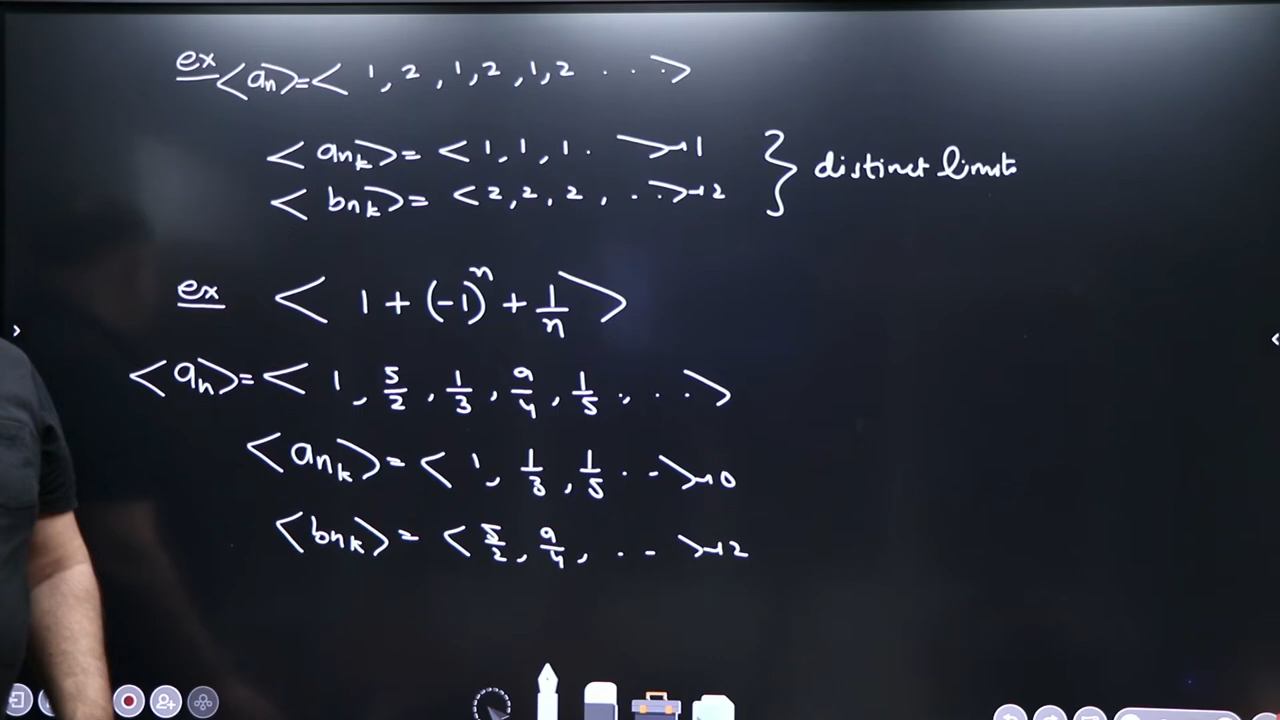 ex <aₙ> = < 1, 2, 1, 2, 1, 2 . . . >
<aₙₖ> = < 1, 1, 1 . > → 1
<bₙₖ> = < 2, 2, 2, . . . > → 2 } distinct limits
ex < 1 + (-1)ⁿ + 1/n >
<aₙ> = < 1, 5/2, 1/3, 9/4, 1/5, . . . >
<aₙₖ> = < 1, 1/3, 1/5 . . - > → 0
<bₙₖ> = < 5/2, 9/4, . . - > → 2